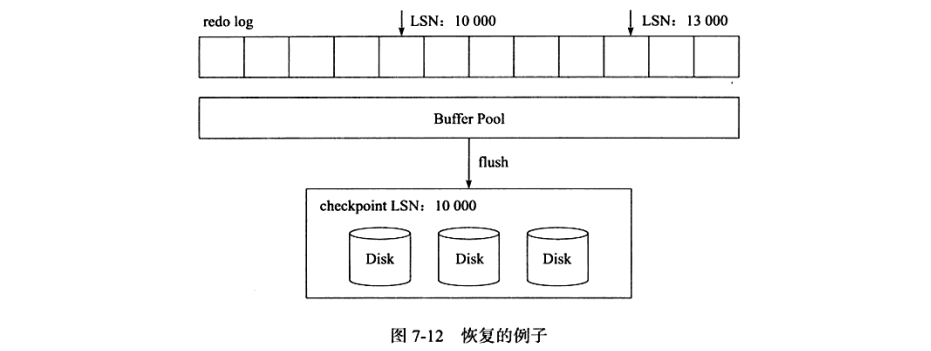 redo log
LSN：10 000
LSN：13 000
Buffer Pool
flush
checkpoint LSN：10 000
Disk
Disk
Disk
图 7-12 恢复的例子